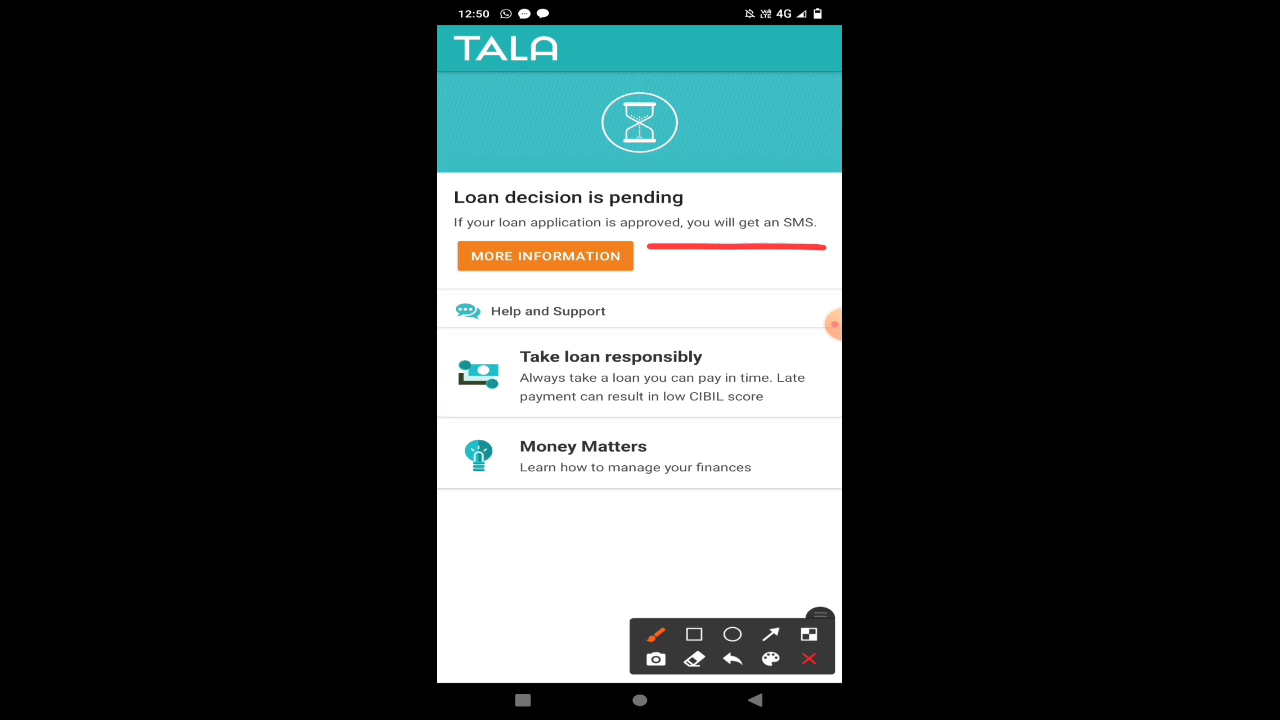 12:50
4G
TALA
Loan decision is pending
If your loan application is approved, you will get an SMS.
MORE INFORMATION
Help and Support
Take loan responsibly
Always take a loan you can pay in time. Late
payment can result in low CIBIL score
Money Matters
Learn how to manage your finances